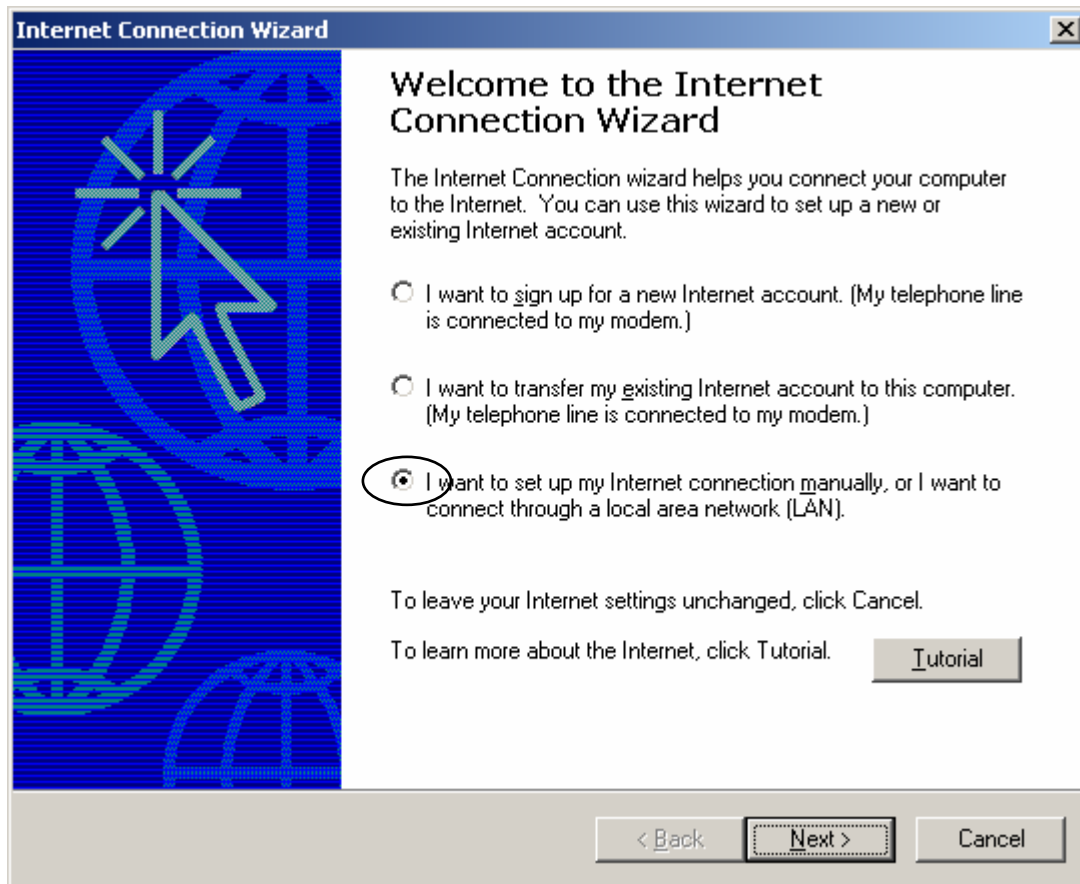 Internet Connection Wizard
Welcome to the Internet
Connection Wizard
The Internet Connection wizard helps you connect your computer
to the Internet. You can use this wizard to set up a new or
existing Internet account.
I want to sign up for a new Internet account. (My telephone line
is connected to my modem.)
I want to transfer my existing Internet account to this computer.
(My telephone line is connected to my modem.)
I want to set up my Internet connection manually, or I want to
connect through a local area network (LAN).
To leave your Internet settings unchanged, click Cancel.
To learn more about the Internet, click Tutorial.
Tutorial
< Back
Next >
Cancel